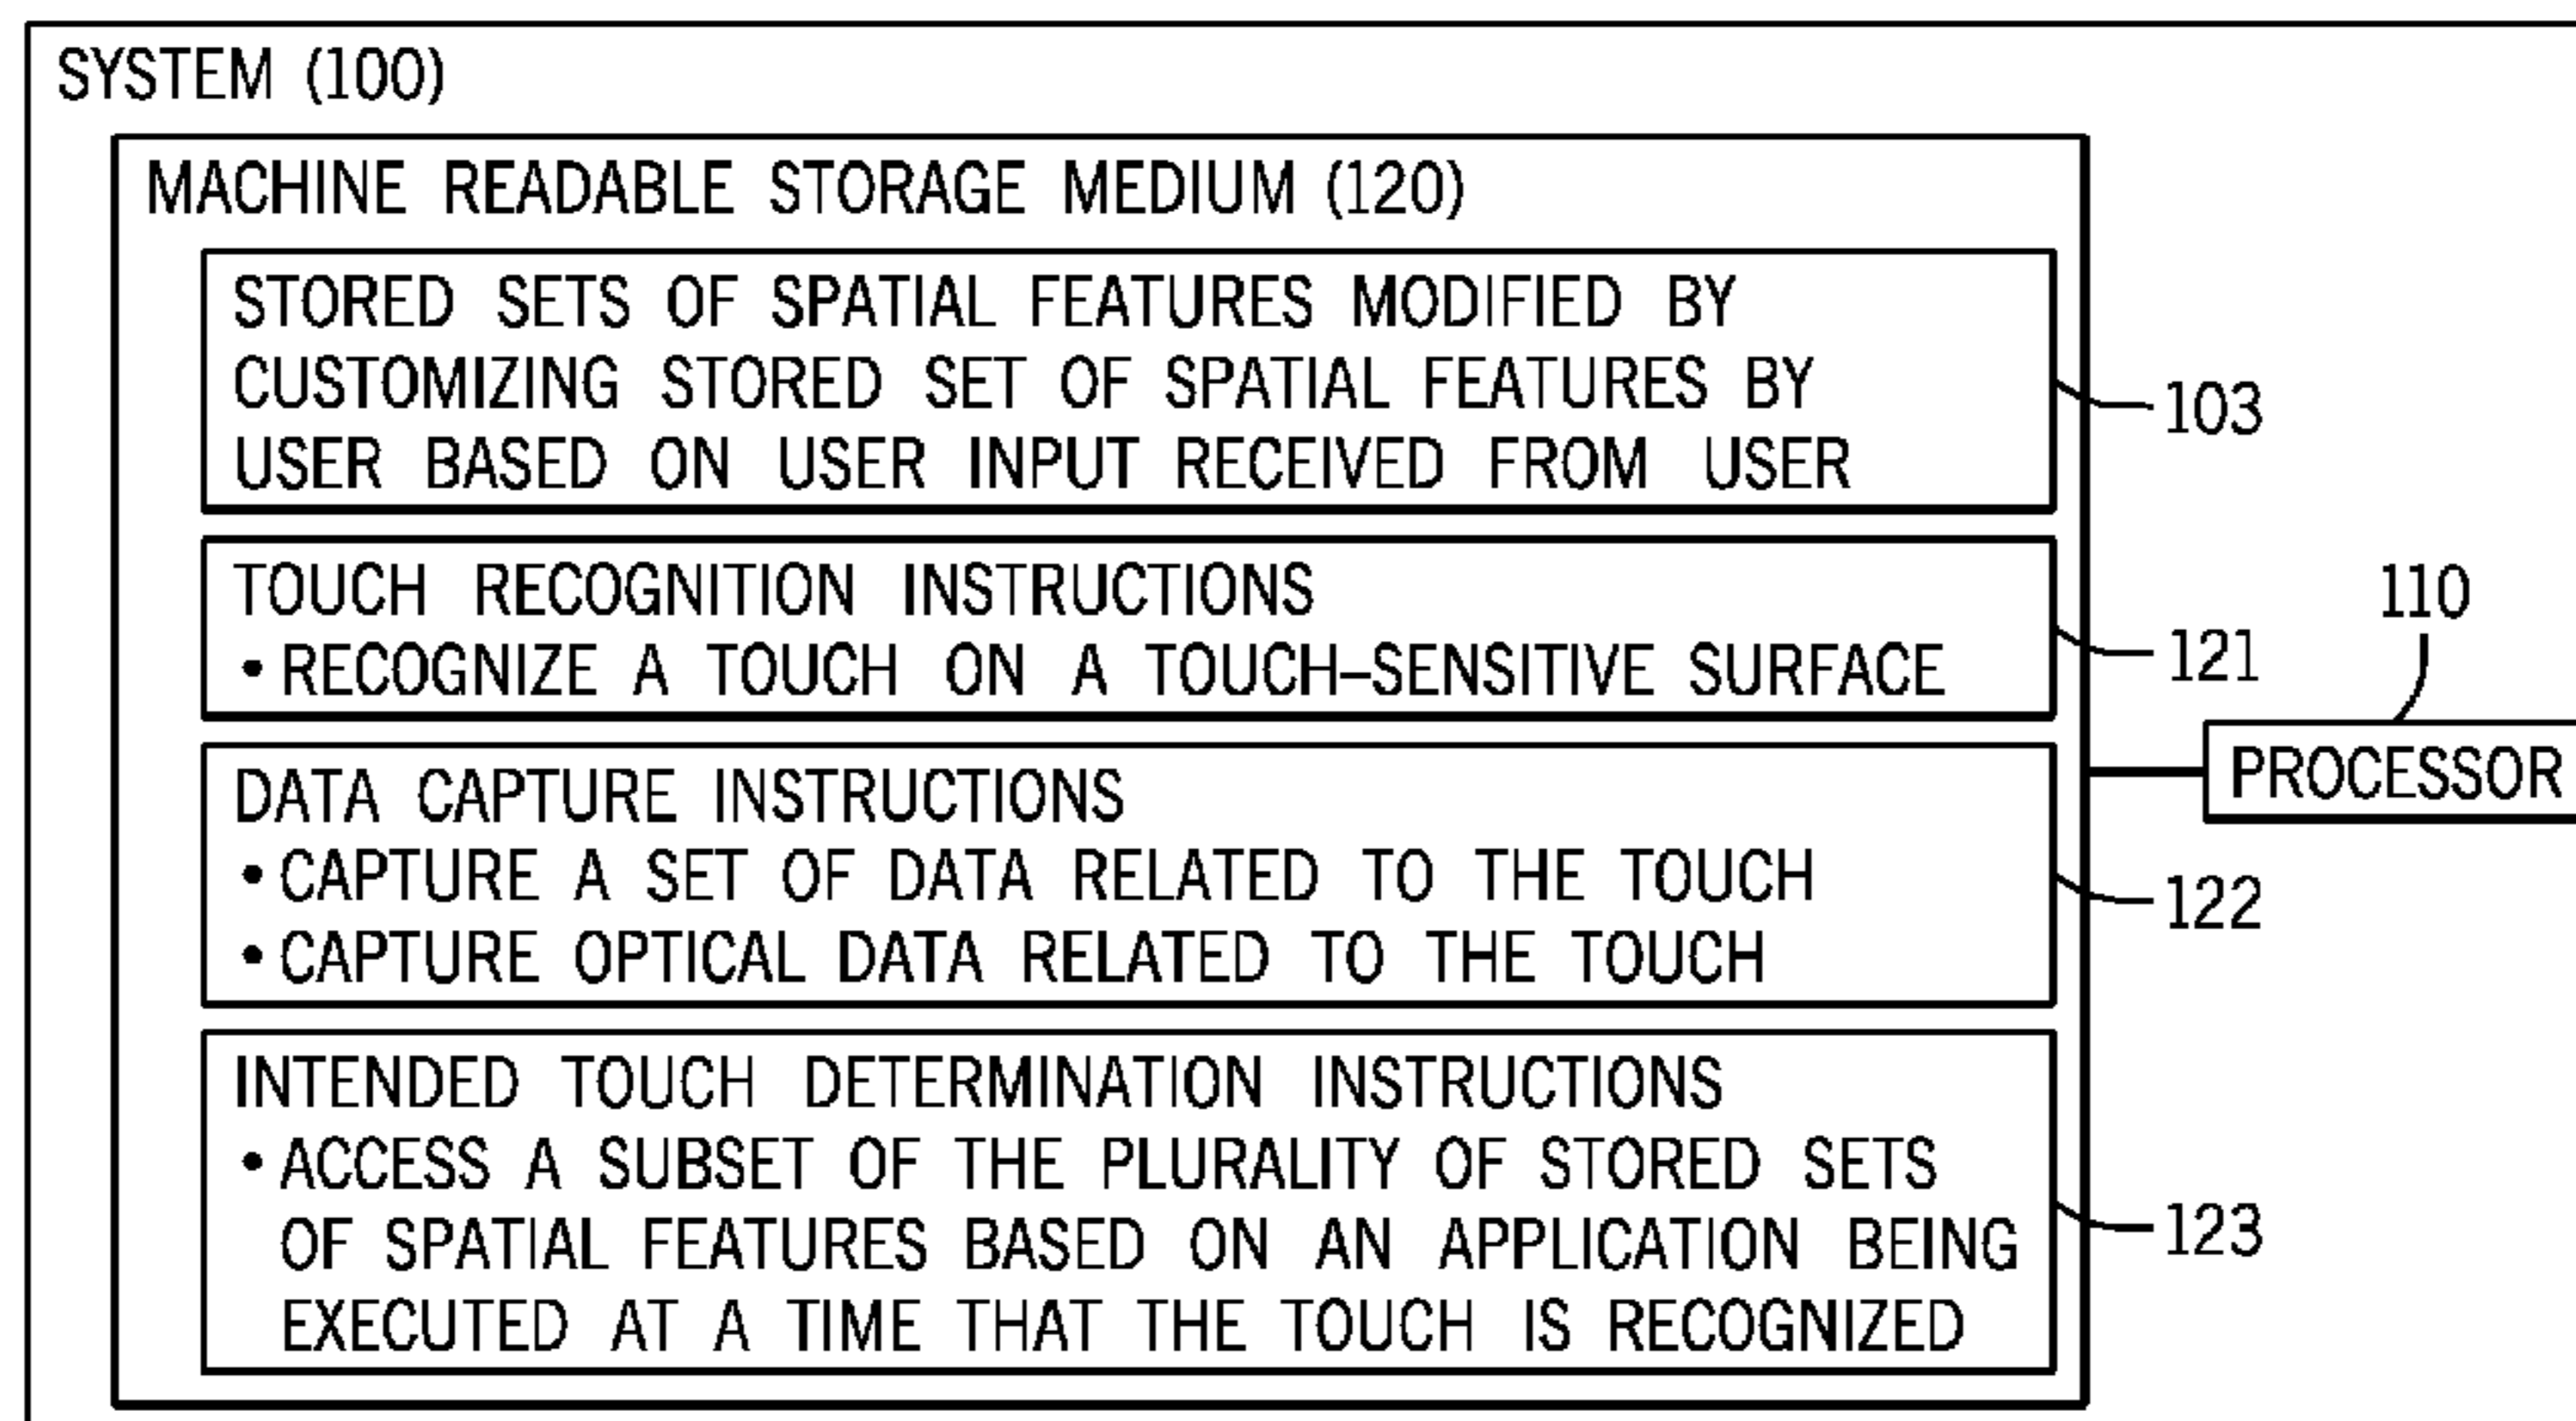 SYSTEM (100)
MACHINE READABLE STORAGE MEDIUM (120)
STORED SETS OF SPATIAL FEATURES MODIFIED BY
CUSTOMIZING STORED SET OF SPATIAL FEATURES BY
USER BASED ON USER INPUT RECEIVED FROM USER
103
TOUCH RECOGNITION INSTRUCTIONS
• RECOGNIZE A TOUCH ON A TOUCH–SENSITIVE SURFACE
121
110
PROCESSOR
DATA CAPTURE INSTRUCTIONS
• CAPTURE A SET OF DATA RELATED TO THE TOUCH
• CAPTURE OPTICAL DATA RELATED TO THE TOUCH
122
INTENDED TOUCH DETERMINATION INSTRUCTIONS
• ACCESS A SUBSET OF THE PLURALITY OF STORED SETS
OF SPATIAL FEATURES BASED ON AN APPLICATION BEING
EXECUTED AT A TIME THAT THE TOUCH IS RECOGNIZED
123